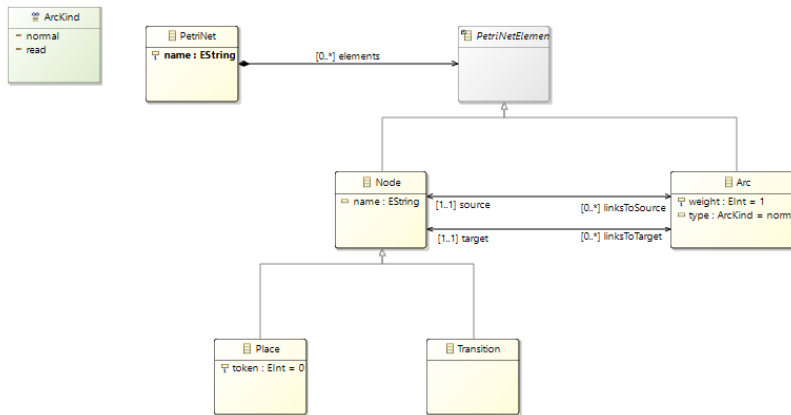 ArcKind
normal
read
PetriNet
name : EString
[0..*] elements
PetriNetElemen
Node
name : EString
[1..1] source
[0..*] linksToSource
[1..1] target
[0..*] linksToTarget
Arc
weight : EInt = 1
type : ArcKind = norm
Place
token : EInt = 0
Transition